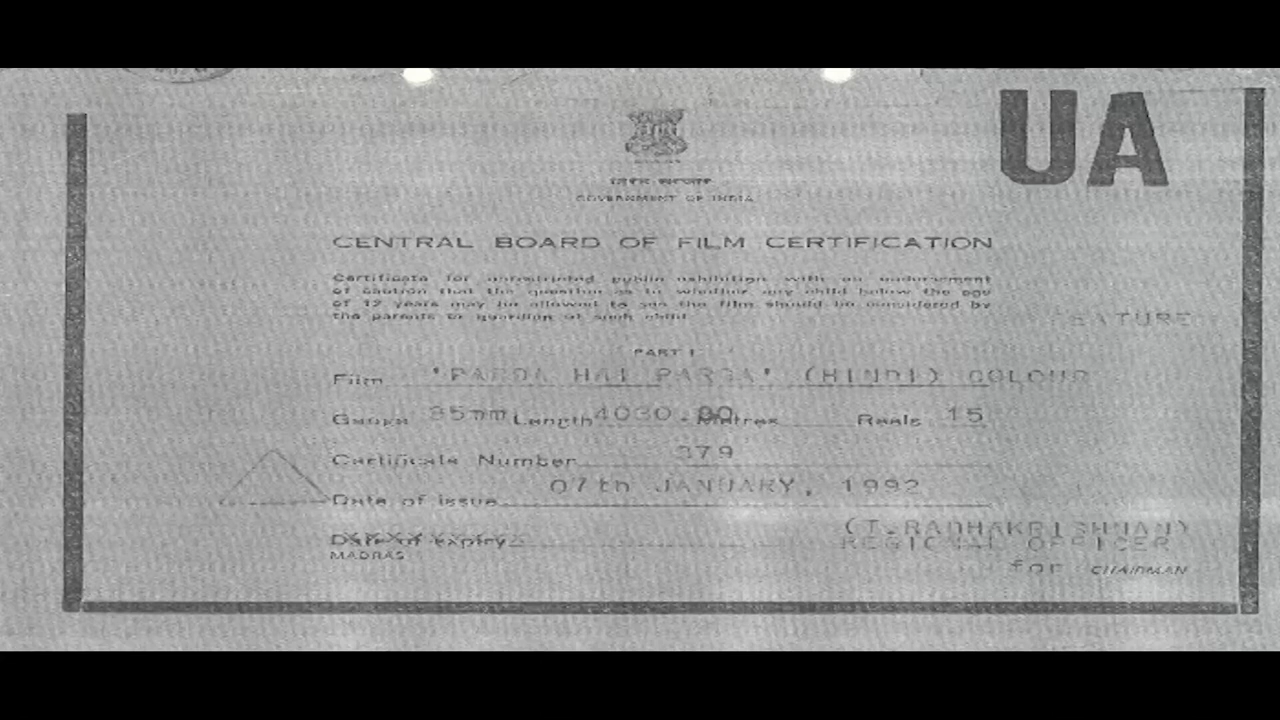 UA
भारत सरकार
GOVERNMENT OF INDIA
CENTRAL BOARD OF FILM CERTIFICATION
Certificate for unrestricted public exhibition with an endorsement
of caution that the question as to whether any child below the age
of 12 years may be allowed to see the film should be considered by
the parents or guardian of such child.
FEATURE
PART I
Film 'PARDA HAI PARDA' (HINDI) COLOUR
Gauge 35mm Length 4030.90 Metres Reels 15
Certificate Number 379
Date of issue 07th JANUARY, 1992
(T.RADHAKRISHNAN)
Date of expiry REGIONAL OFFICER
MADRAS
for CHAIRMAN